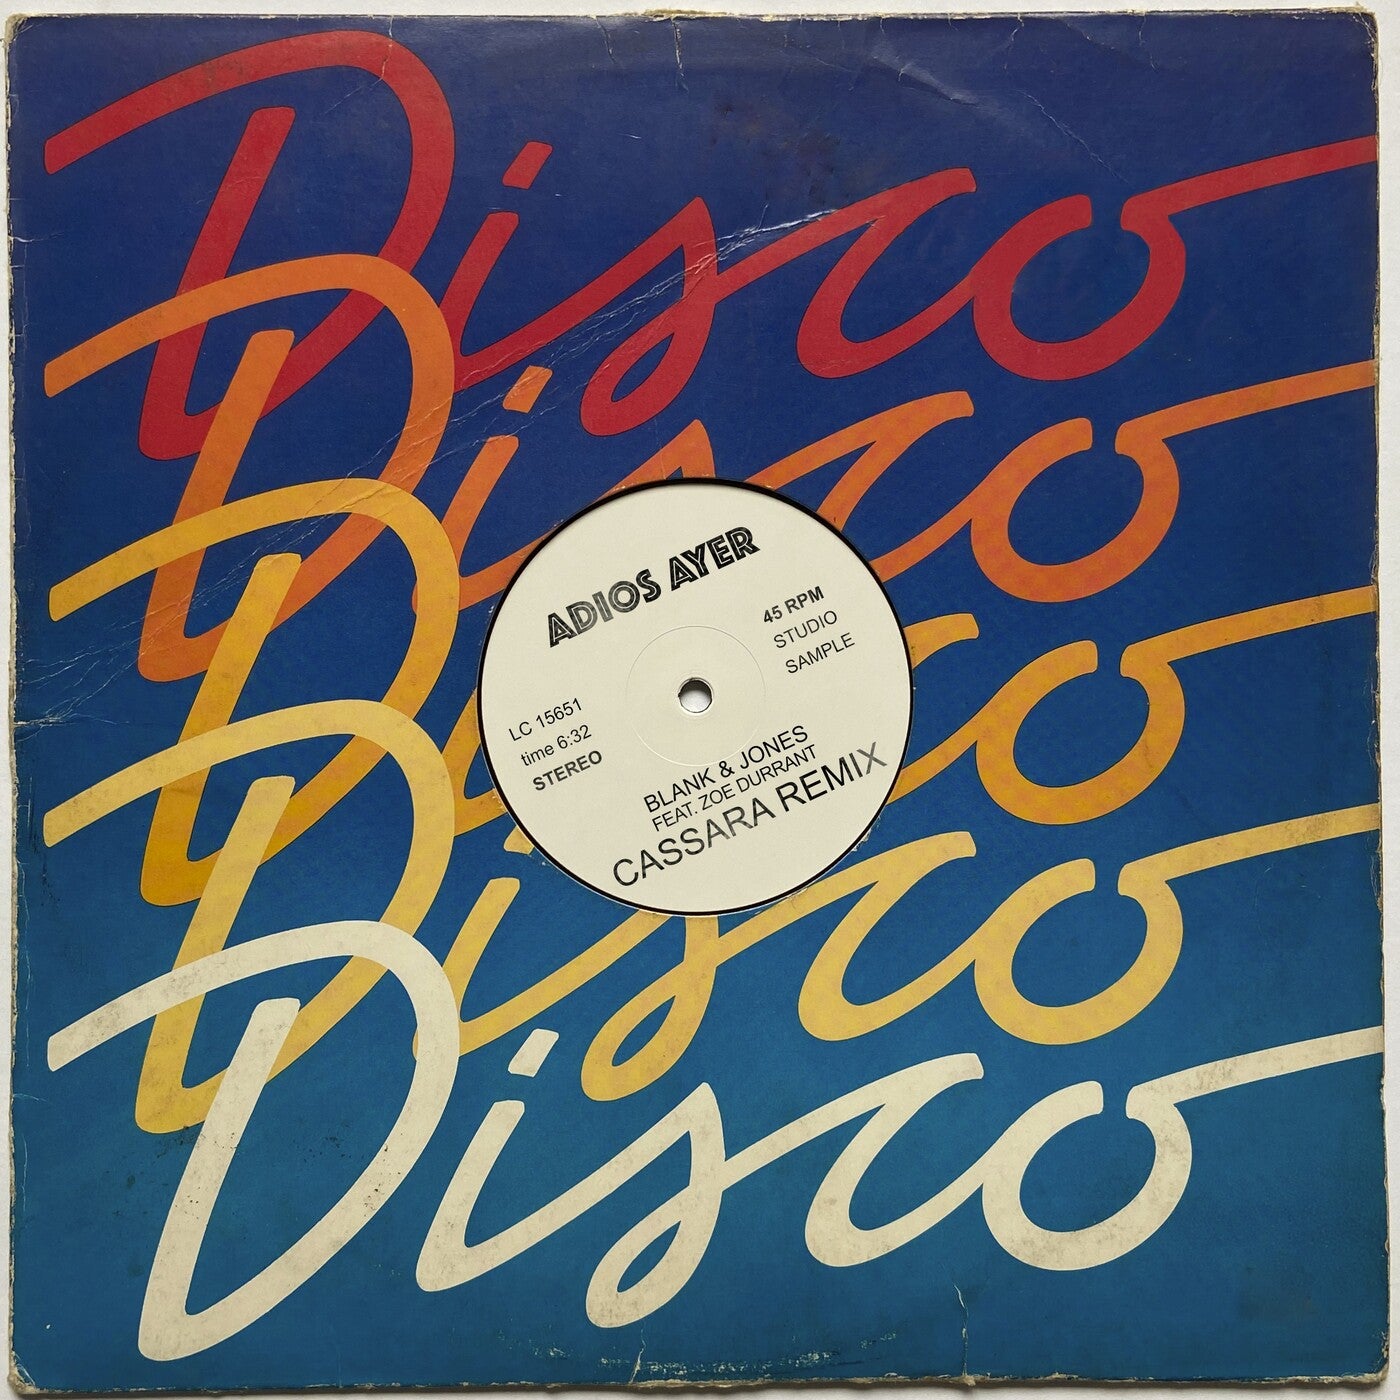 Disco
Disco
Disco
Disco
Disco
ADIOS AYER
45 RPM
STUDIO
SAMPLE
LC 15651
time 6:32
STEREO
BLANK & JONES
FEAT. ZOE DURRANT
CASSARA REMIX